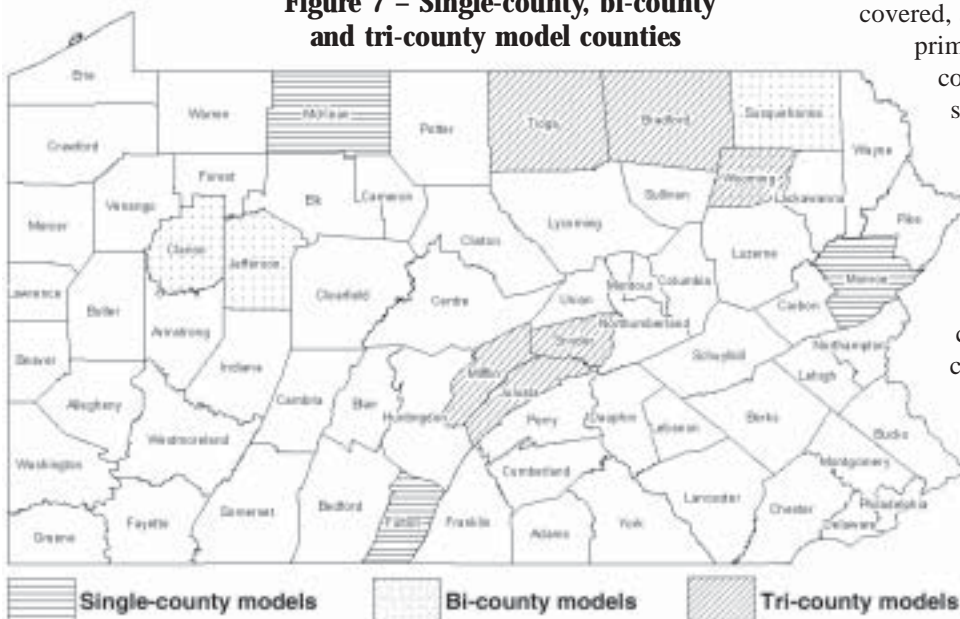 Figure 7 – Single-county, bi-county
and tri-county model counties
covered,
prim
co
s
c
c
Erie
Warren
McKean
Potter
Tioga
Bradford
Susquehanna
Wayne
Crawford
Forest
Elk
Cameron
Wyoming
Lackawanna
Sullivan
Pike
Mercer
Venango
Clarion
Jefferson
Clinton
Lycoming
Luzerne
Monroe
Lawrence
Butler
Clearfield
Centre
Union
Montour
Columbia
Carbon
Armstrong
Northumberland
Snyder
Schuylkill
Northampton
Beaver
Indiana
Mifflin
Juniata
Lehigh
Allegheny
Cambria
Blair
Huntingdon
Perry
Dauphin
Lebanon
Berks
Bucks
Westmoreland
Washington
Cumberland
Montgomery
Greene
Fayette
Somerset
Bedford
Fulton
Franklin
Adams
York
Lancaster
Chester
Delaware
Philadelphia
Single-county models
Bi-county models
Tri-county models